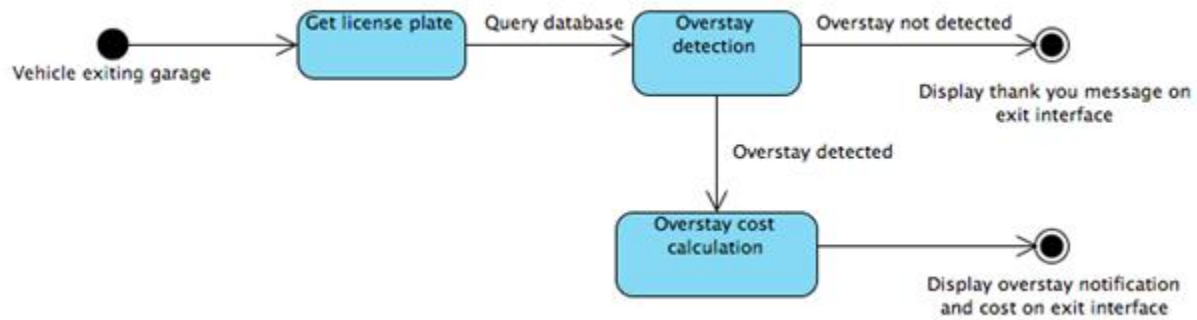 Get license plate
Query database
Overstay
detection
Overstay not detected
Vehicle exiting garage
Display thank you message on
exit interface
Overstay detected
Overstay cost
calculation
Display overstay notification
and cost on exit interface